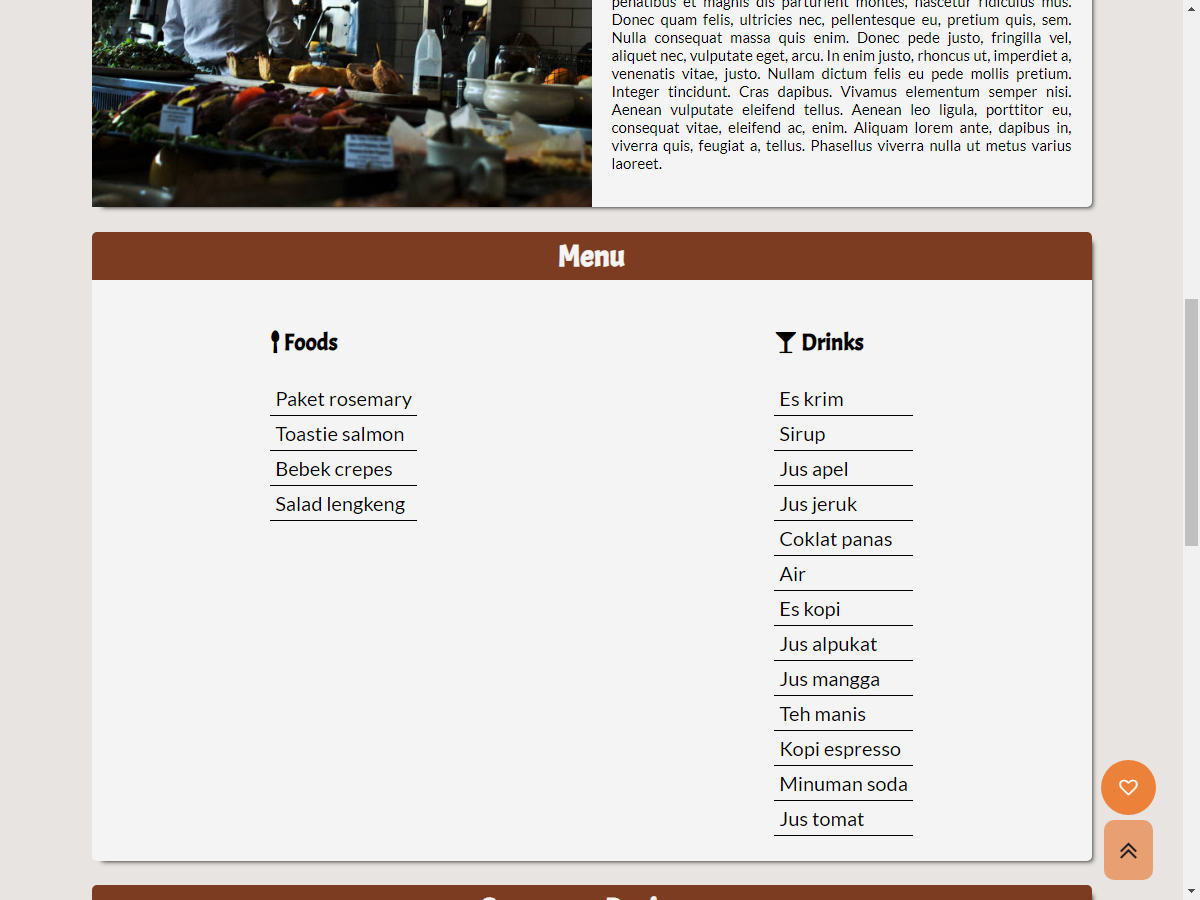 penatibus et magnis dis parturient montes, nascetur ridiculus mus.
Donec quam felis, ultricies nec, pellentesque eu, pretium quis, sem.
Nulla consequat massa quis enim. Donec pede justo, fringilla vel,
aliquet nec, vulputate eget, arcu. In enim justo, rhoncus ut, imperdiet a,
venenatis vitae, justo. Nullam dictum felis eu pede mollis pretium.
Integer tincidunt. Cras dapibus. Vivamus elementum semper nisi.
Aenean vulputate eleifend tellus. Aenean leo ligula, porttitor eu,
consequat vitae, eleifend ac, enim. Aliquam lorem ante, dapibus in,
viverra quis, feugiat a, tellus. Phasellus viverra nulla ut metus varius
laoreet.
Menu
Foods
Paket rosemary
Toastie salmon
Bebek crepes
Salad lengkeng
Drinks
Es krim
Sirup
Jus apel
Jus jeruk
Coklat panas
Air
Es kopi
Jus alpukat
Jus mangga
Teh manis
Kopi espresso
Minuman soda
Jus tomat